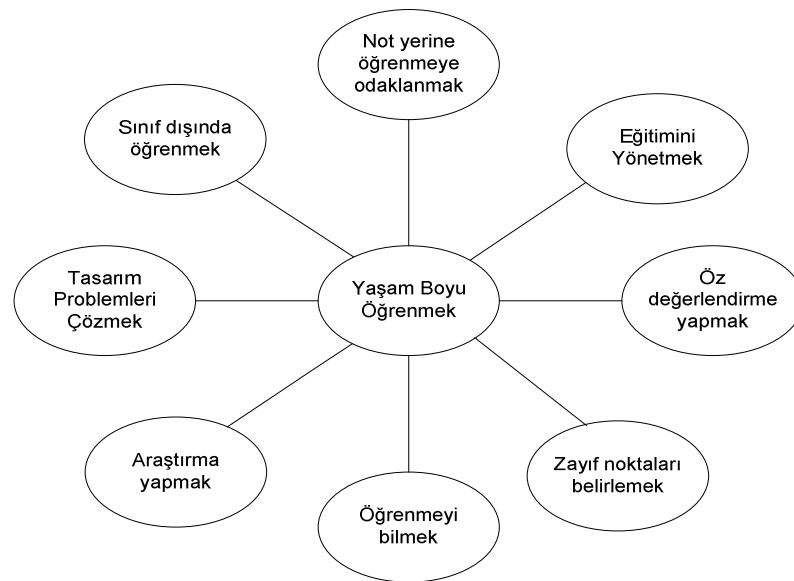 Not yerine
öğrenmeye
odaklanmak
Sınıf dışında
öğrenmek
Eğitimini
Yönetmek
Tasarım
Problemleri
Çözmek
Yaşam Boyu
Öğrenmek
Öz
değerlendirme
yapmak
Araştırma
yapmak
Zayıf noktaları
belirlemek
Öğrenmeyi
bilmek